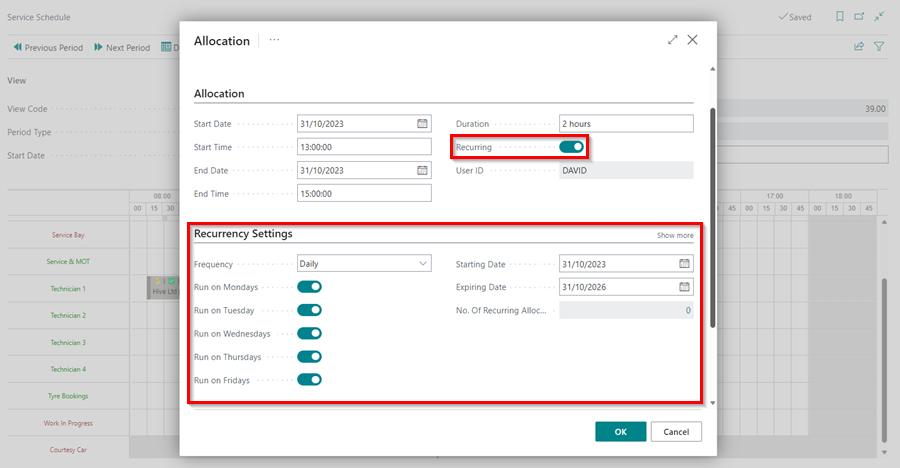 Service Schedule
Saved
Previous Period Next Period D
View
View Code 39.00
Period Type
Start Date
08:00 17:00 18:00
00 15 30 45 00 15 30 45 00 15 30 45
Service Bay
Service & MOT
Technician 1
Hive Ltd
Technician 2
Technician 3
Technician 4
Tyre Bookings
Work In Progress
Courtesy Car
Allocation ...
Allocation
Start Date 31/10/2023 Duration 2 hours
Start Time 13:00:00 Recurring
End Date 31/10/2023 User ID DAVID
End Time 15:00:00
Recurrency Settings Show more
Frequency Daily Starting Date 31/10/2023
Run on Mondays Expiring Date 31/10/2026
Run on Tuesday No. Of Recurring Alloc... 0
Run on Wednesdays
Run on Thursdays
Run on Fridays
OK Cancel